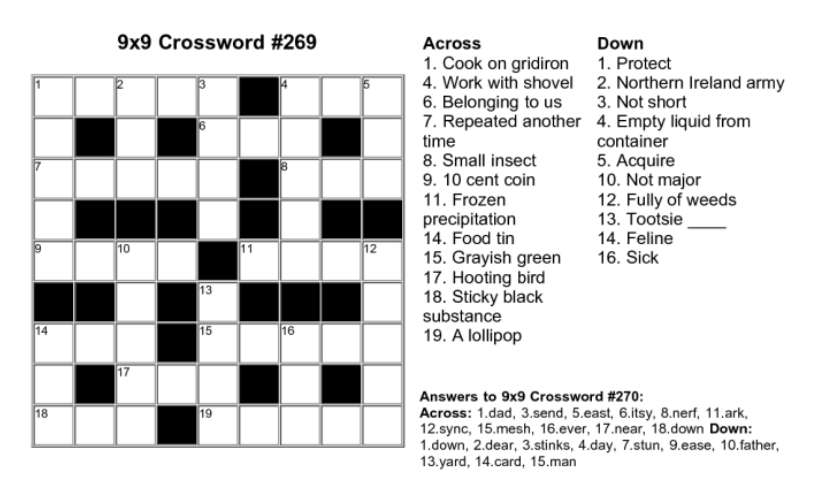 9x9 Crossword #269
1 2 3 4 5
6
7 8
9 10 11 12
13
14 15 16
17
18 19
Across
1. Cook on gridiron
4. Work with shovel
6. Belonging to us
7. Repeated another
time
8. Small insect
9. 10 cent coin
11. Frozen
precipitation
14. Food tin
15. Grayish green
17. Hooting bird
18. Sticky black
substance
19. A lollipop
Down
1. Protect
2. Northern Ireland army
3. Not short
4. Empty liquid from
container
5. Acquire
10. Not major
12. Fully of weeds
13. Tootsie ____
14. Feline
16. Sick
Answers to 9x9 Crossword #270:
Across: 1.dad, 3.send, 5.east, 6.itsy, 8.nerf, 11.ark,
12.sync, 15.mesh, 16.ever, 17.near, 18.down Down:
1.down, 2.dear, 3.stinks, 4.day, 7.stun, 9.ease, 10.father,
13.yard, 14.card, 15.man